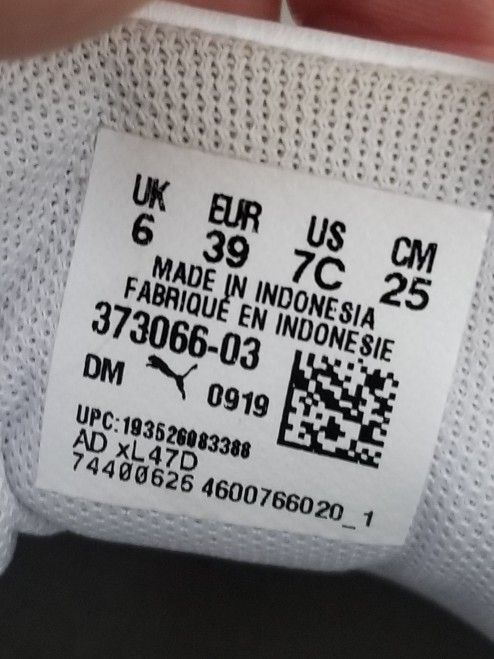 UK EUR US CM
6 39 7C 25
MADE IN INDONESIA
FABRIQUÉ EN INDONESIE
373066-03
DM 0919
UPC:193526083388
AD xL47D
74400626 4600766020_1